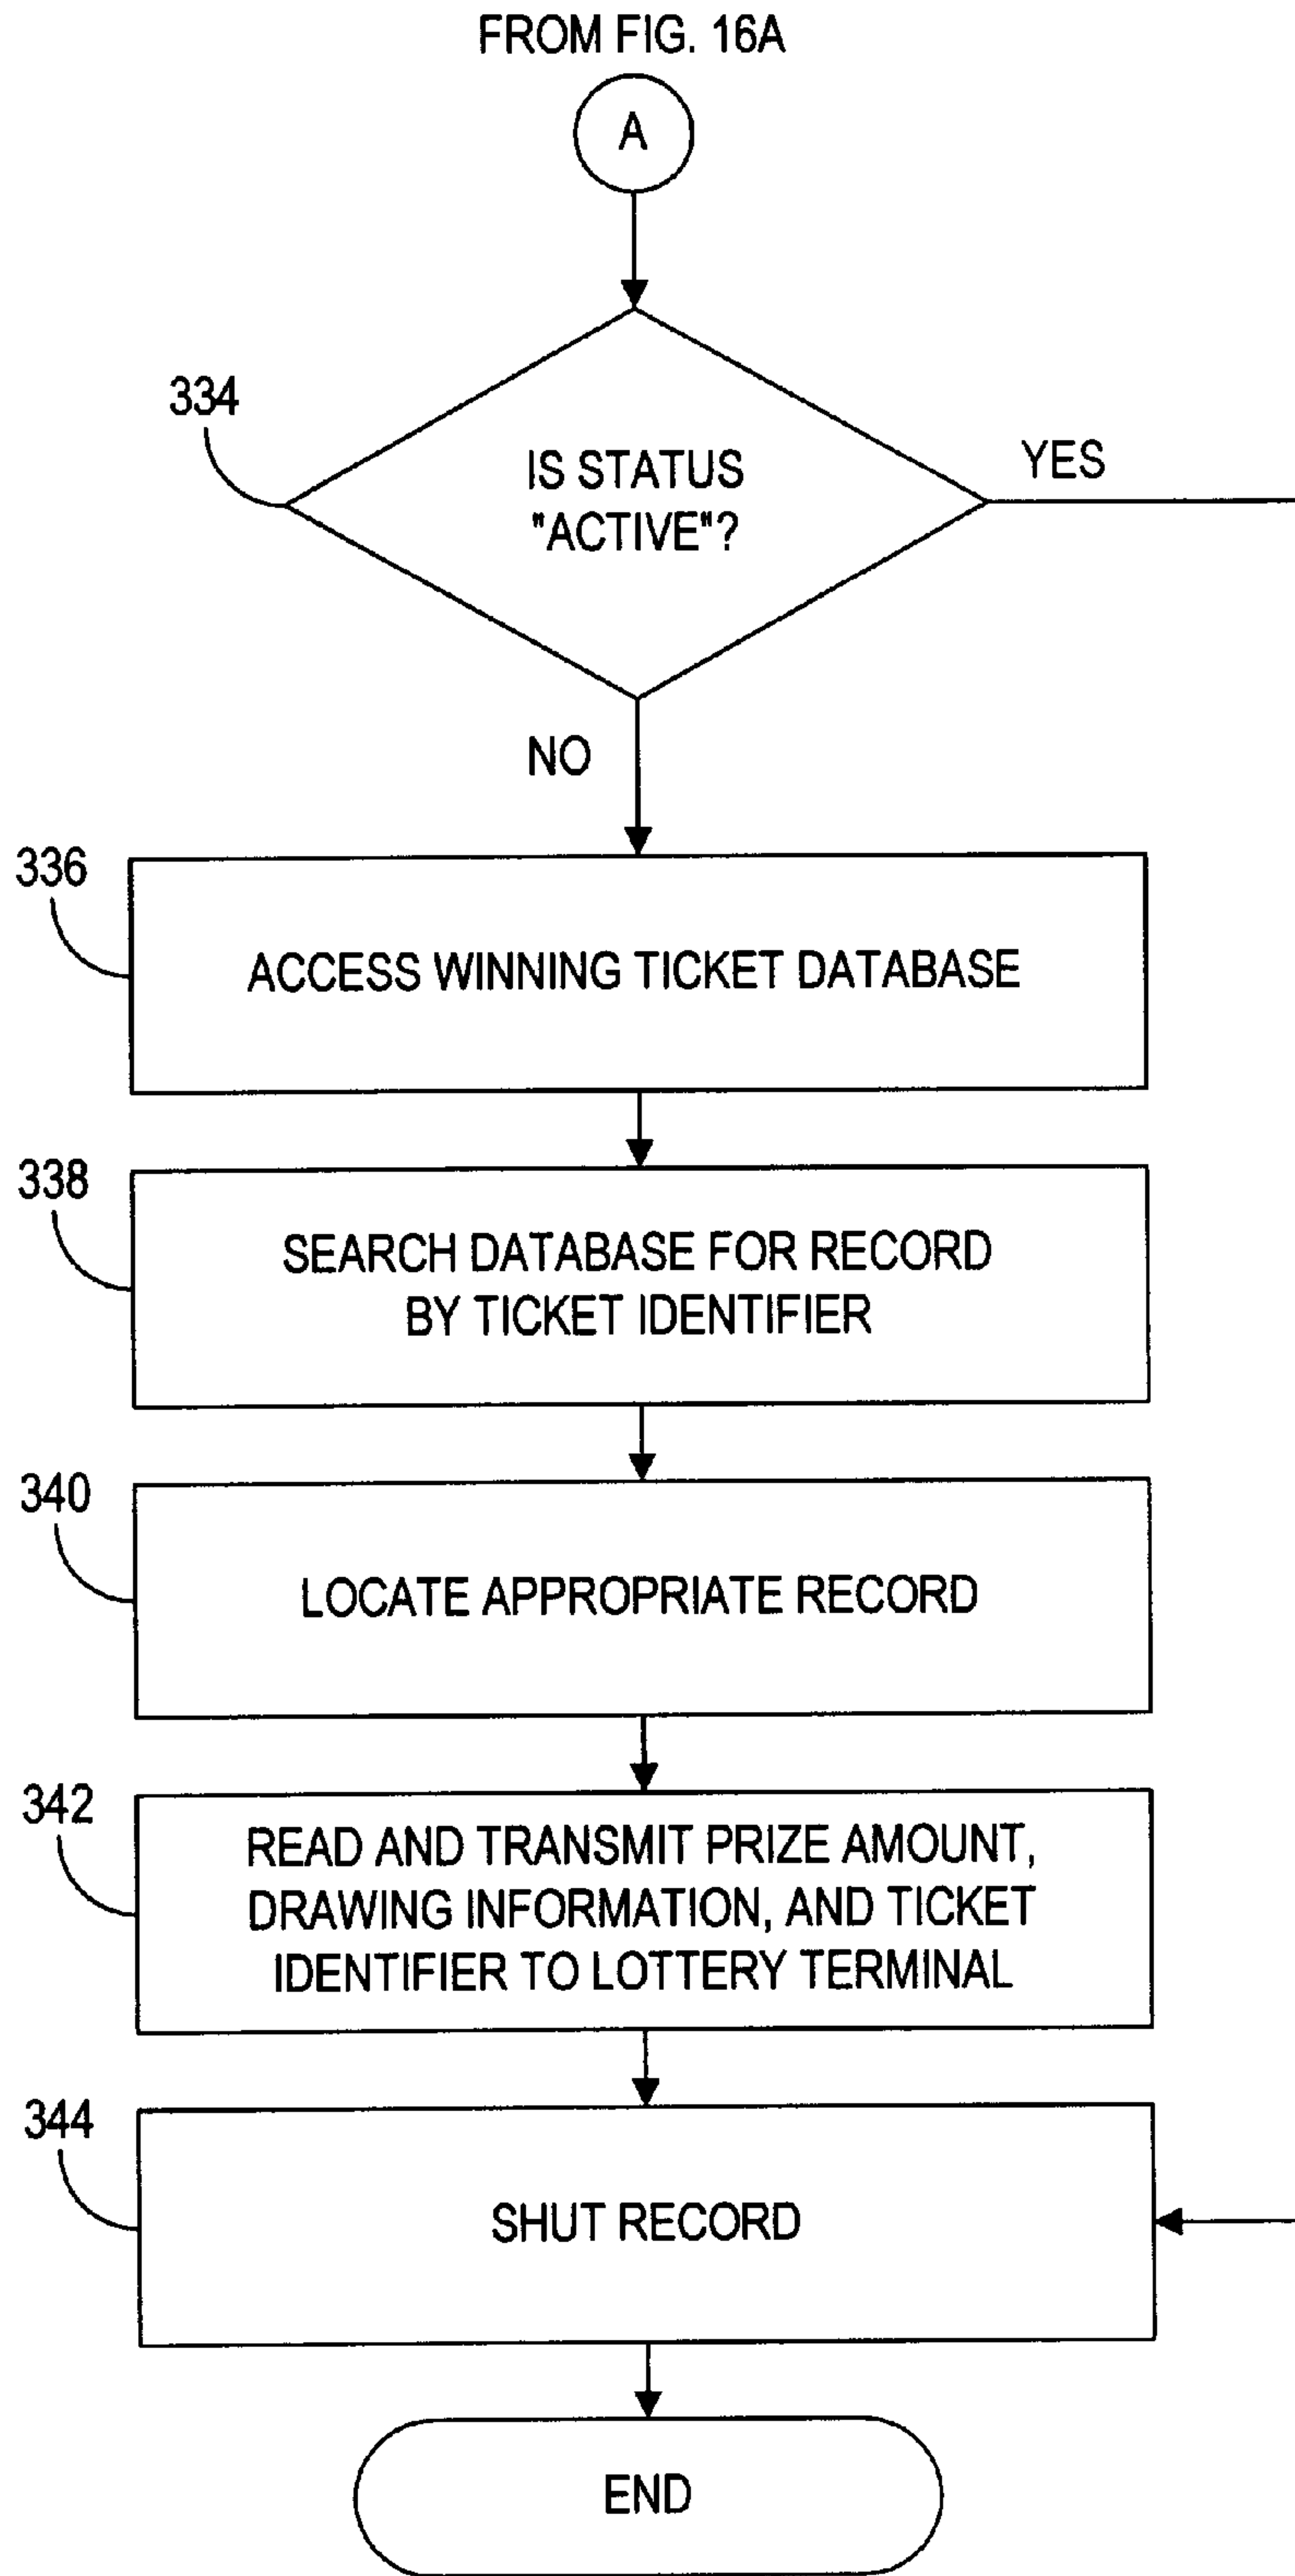 FROM FIG. 16A
A
334
IS STATUS
"ACTIVE"?
YES
NO
336
ACCESS WINNING TICKET DATABASE
338
SEARCH DATABASE FOR RECORD
BY TICKET IDENTIFIER
340
LOCATE APPROPRIATE RECORD
342
READ AND TRANSMIT PRIZE AMOUNT,
DRAWING INFORMATION, AND TICKET
IDENTIFIER TO LOTTERY TERMINAL
344
SHUT RECORD
END